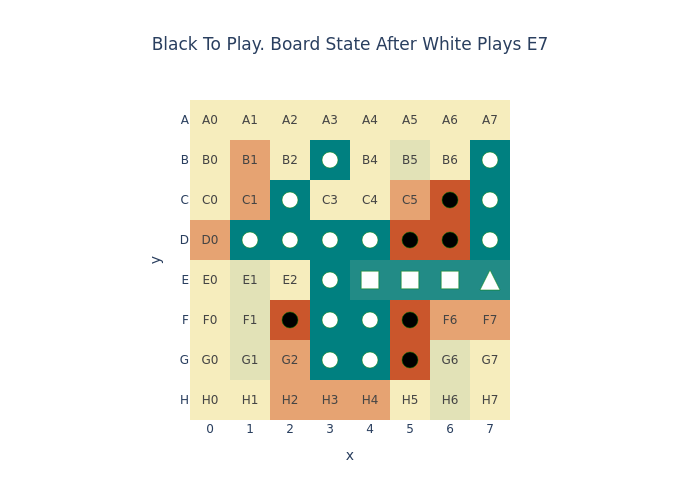 Black To Play. Board State After White Plays E7
A A0 A1 A2 A3 A4 A5 A6 A7
B B0 B1 B2 B4 B5 B6
C C0 C1 C3 C4 C5
D D0
E E0 E1 E2
F F0 F1 F6 F7
G G0 G1 G2 G6 G7
H H0 H1 H2 H3 H4 H5 H6 H7
0 1 2 3 4 5 6 7
x
y